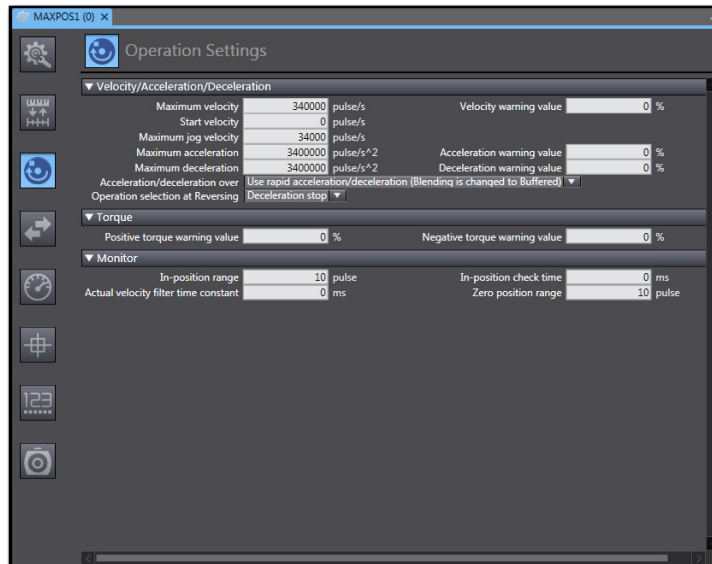 MAXPOS1 (0) ×
Operation Settings
▼ Velocity/Acceleration/Deceleration
Maximum velocity 340000 pulse/s Velocity warning value 0 %
Start velocity 0 pulse/s
Maximum jog velocity 34000 pulse/s
Maximum acceleration 3400000 pulse/s^2 Acceleration warning value 0 %
Maximum deceleration 3400000 pulse/s^2 Deceleration warning value 0 %
Acceleration/deceleration over Use rapid acceleration/deceleration (Blending is changed to Buffered) ▼
Operation selection at Reversing Deceleration stop ▼
▼ Torque
Positive torque warning value 0 % Negative torque warning value 0 %
▼ Monitor
In-position range 10 pulse In-position check time 0 ms
Actual velocity filter time constant 0 ms Zero position range 10 pulse
123